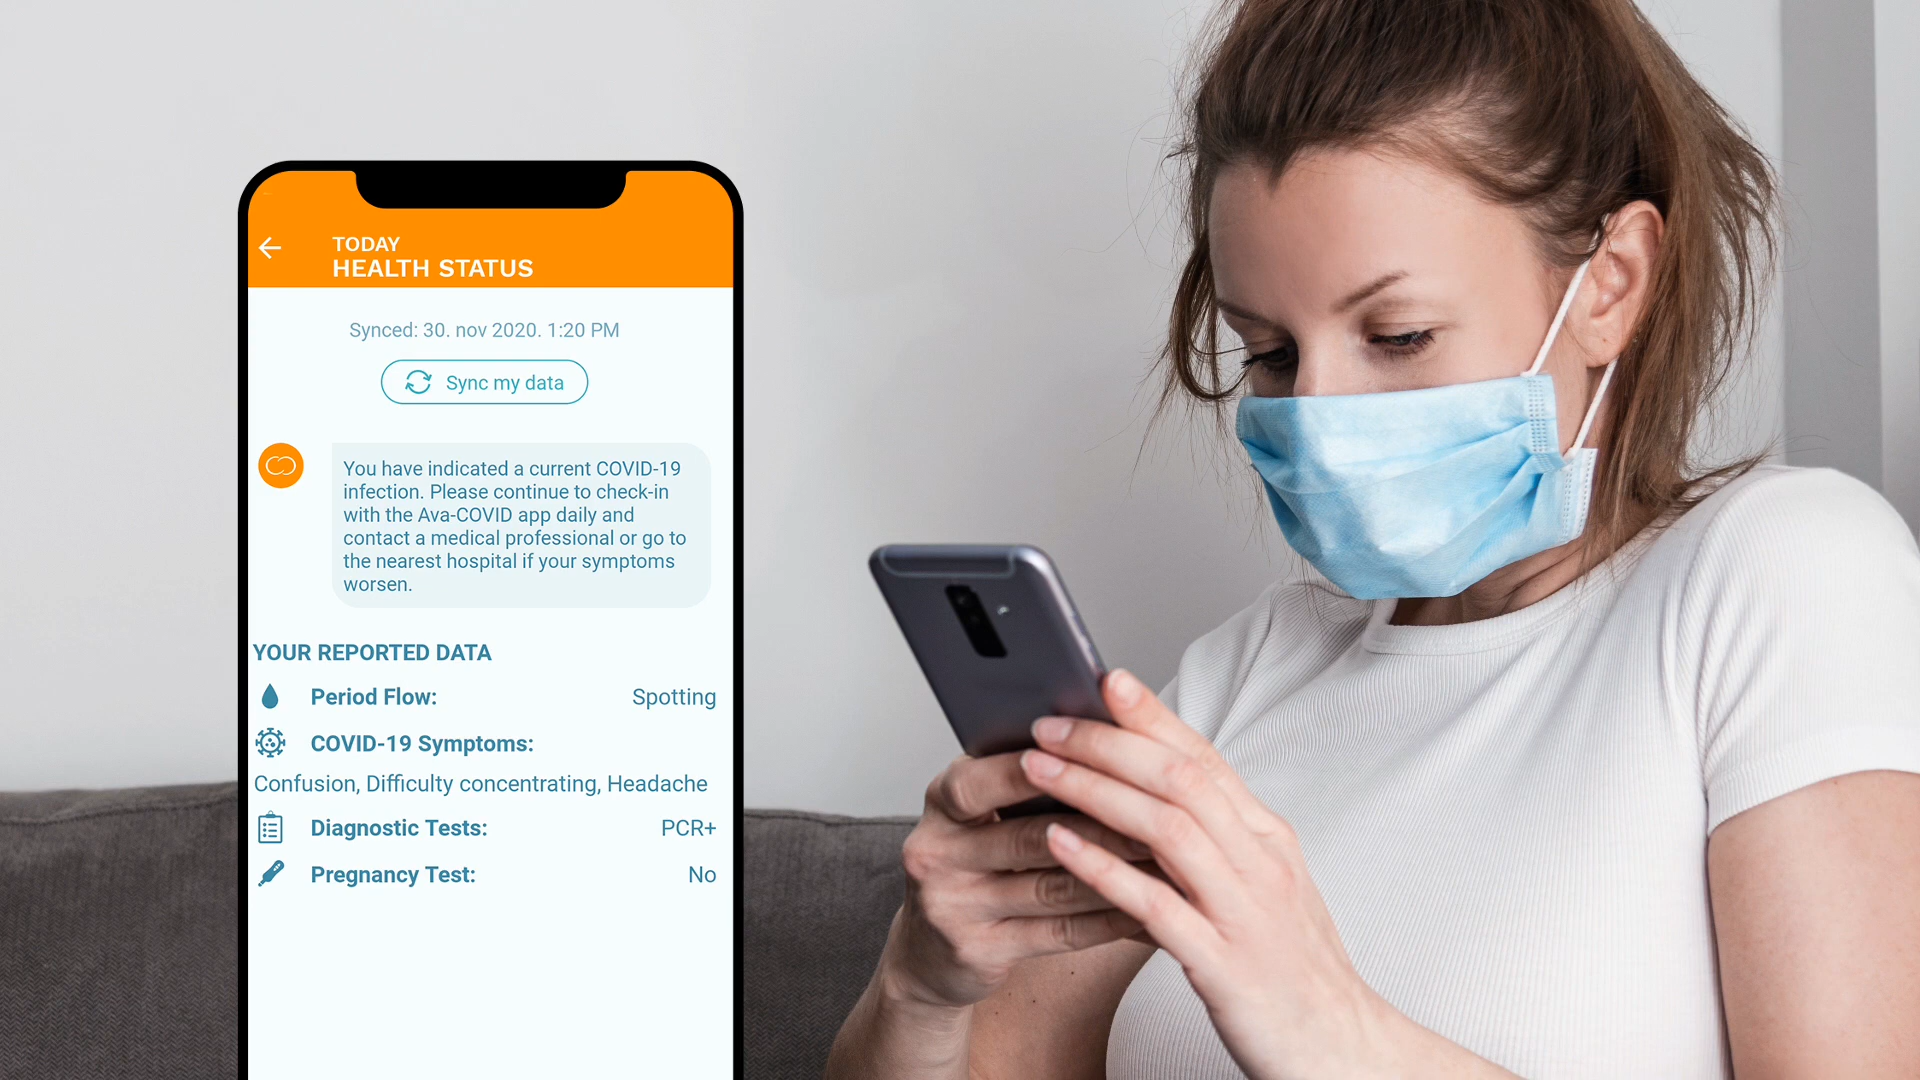 TODAY
HEALTH STATUS
Synced: 30. nov 2020. 1:20 PM
Sync my data
You have indicated a current COVID-19
infection. Please continue to check-in
with the Ava-COVID app daily and
contact a medical professional or go to
the nearest hospital if your symptoms
worsen.
YOUR REPORTED DATA
Period Flow: Spotting
COVID-19 Symptoms:
Confusion, Difficulty concentrating, Headache
Diagnostic Tests: PCR+
Pregnancy Test: No